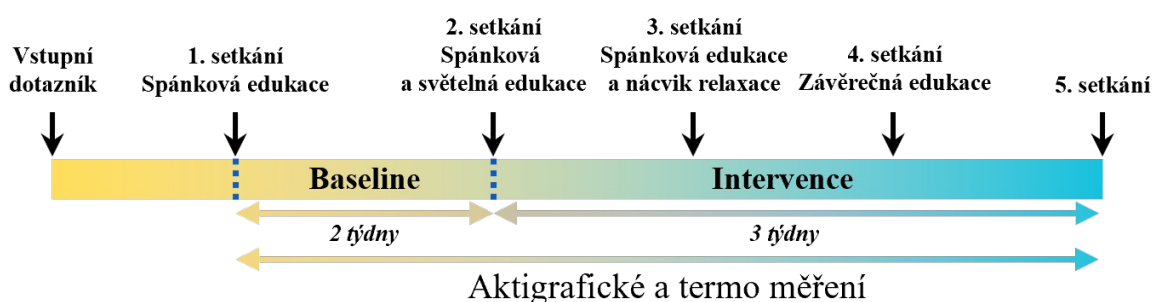 Vstupní
dotazník
1. setkání
Spánková edukace
2. setkání
Spánková
a světelná edukace
3. setkání
Spánková edukace
a nácvik relaxace
4. setkání
Závěrečná edukace
5. setkání
Baseline
Intervence
2 týdny
3 týdny
Aktigrafické a termo měření